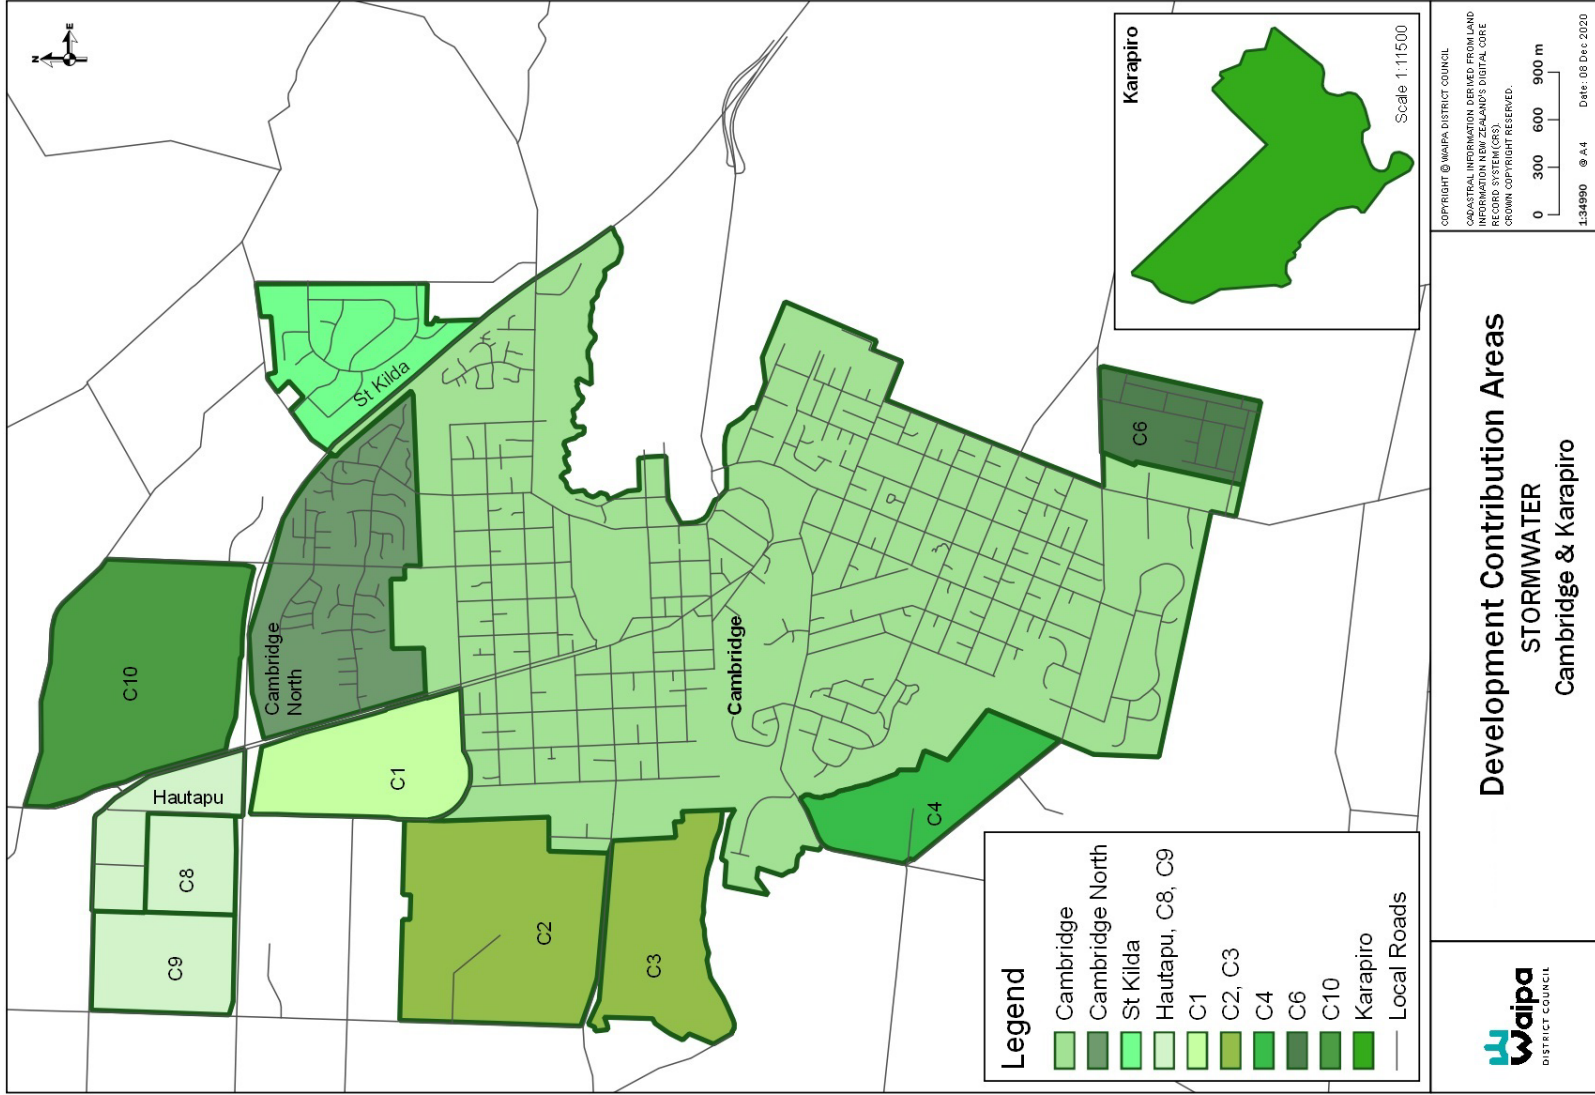 N
E
Karapiro
Scale 1:11500
C10
Cambridge
North
St Kilda
Hautapu
C8
C9
C1
C2
C3
Cambridge
C4
C6
Legend
Cambridge
Cambridge North
St Kilda
Hautapu, C8, C9
C1
C2, C3
C4
C6
C10
Karapiro
Local Roads
Waipa
DISTRICT COUNCIL
Development Contribution Areas
STORMWATER
Cambridge & Karapiro
COPYRIGHT @ WAIPA DISTRICT COUNCIL
CADASTRAL INFORMATION DERIVED FROM LAND
INFORMATION NEW ZEALAND'S DIGITAL CORE
RECORD SYSTEM (CRS).
CROWN COPYRIGHT RESERVED.
0 300 600 900 m
1:34990 @ A4 Date: 08 Dec 2020